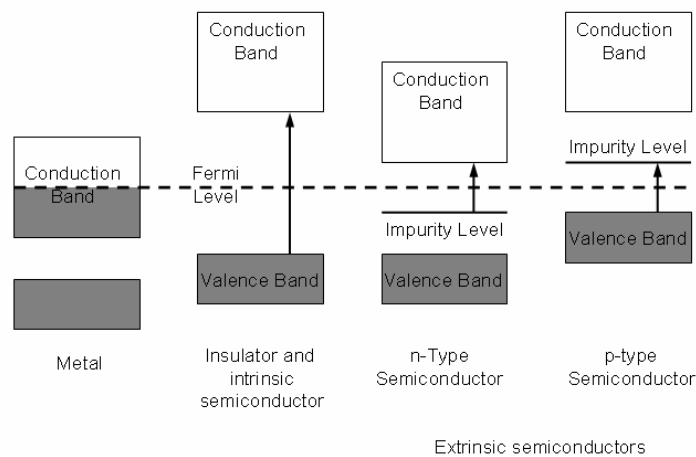 Conduction
Band
Conduction
Band
Conduction
Band
Impurity Level
Conduction
Band
Fermi
Level
Impurity Level
Valence Band
Valence Band
Valence Band
Metal
Insulator and
intrinsic
semiconductor
n-Type
Semiconductor
p-type
Semiconductor
Extrinsic semiconductors